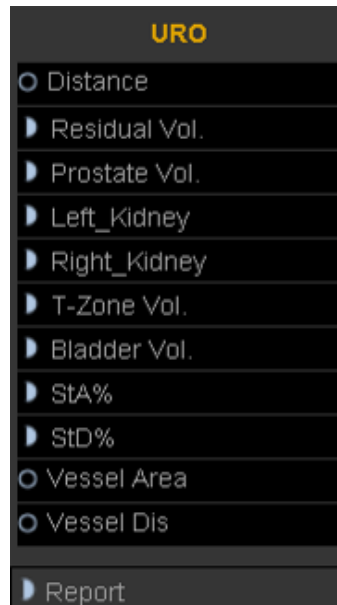 URO
Distance
Residual Vol.
Prostate Vol.
Left_Kidney
Right_Kidney
T-Zone Vol.
Bladder Vol.
StA%
StD%
Vessel Area
Vessel Dis
Report